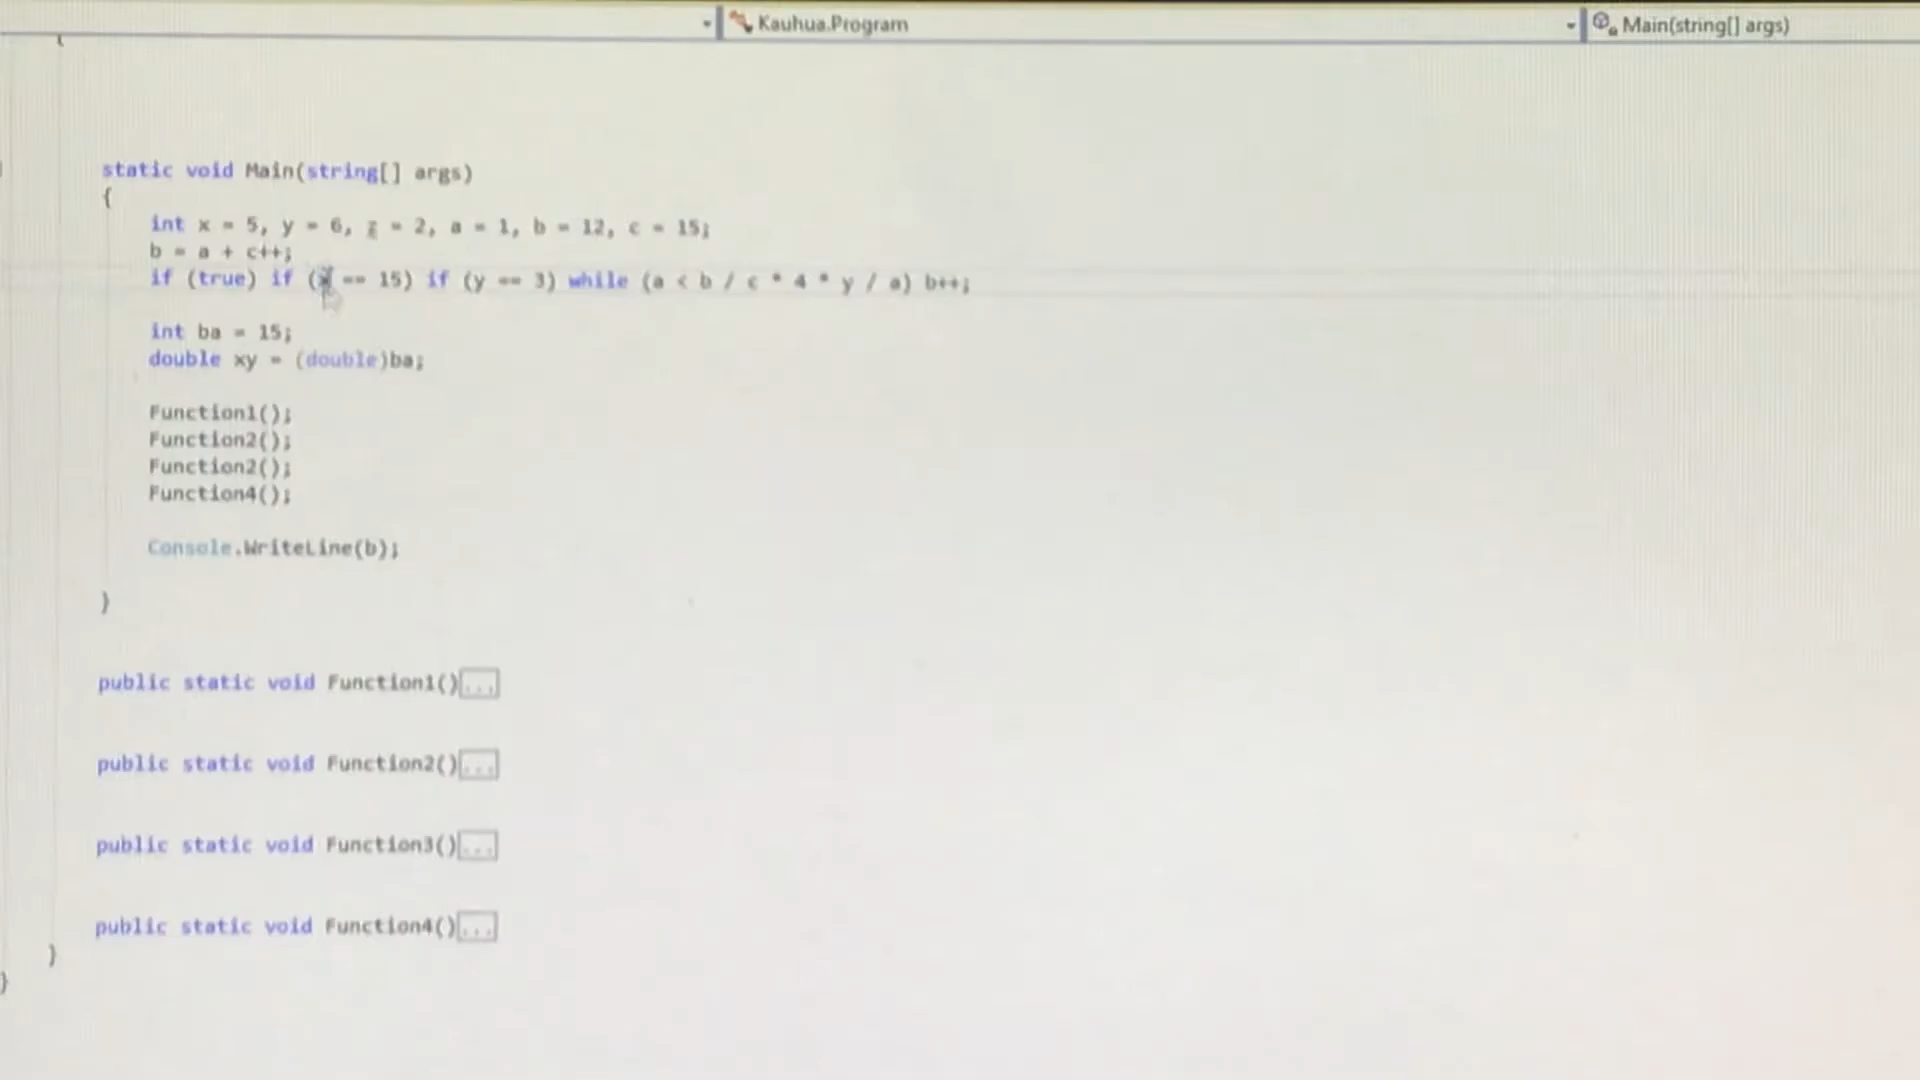 Kauhua.Program
Main(string[] args)
{
static void Main(string[] args)
{
int x = 5, y = 6, z = 2, a = 1, b = 12, c = 15;
b = a + c++;
if (true) if (x == 15) if (y == 3) while (a < b / c * 4 * y / a) b++;
int ba = 15;
double xy = (double)ba;
Function1();
Function2();
Function2();
Function4();
Console.WriteLine(b);
}
public static void Function1()...
public static void Function2()...
public static void Function3()...
public static void Function4()...
}
}